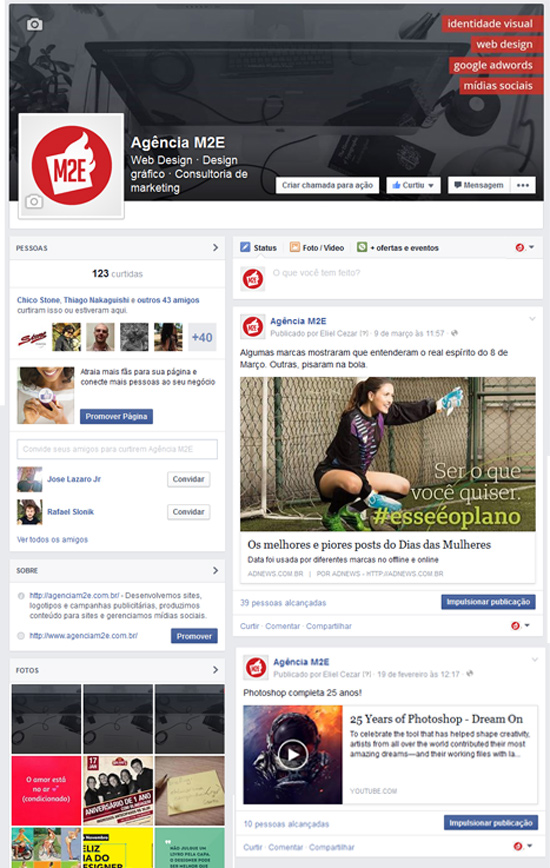 identidade visual
web design
google adwords
mídias sociais
M2E
Agência M2E
Web Design · Design
gráfico · Consultoria de
marketing
Criar chamada para ação
Curtiu
Mensagem
PESSOAS
123 curtidas
Chico Stone, Thiago Nakaguishi e outros 43 amigos
curtiram isso ou estiveram aqui.
+40
Atraia mais fãs para sua página e
conecte mais pessoas ao seu negócio
Promover Página
Convide seus amigos para curtirem Agência M2E
Jose Lazaro Jr
Convidar
Rafael Slonik
Convidar
Ver todos os amigos
SOBRE
http://agenciam2e.com.br/ - Desenvolvemos sites,
logotipos e campanhas publicitárias, produzimos
conteúdo para sites e gerenciamos mídias sociais.
http://www.agenciam2e.com.br/
Promover
FOTOS
O amor está
no ar ="
(condicionado)
17
JAN
ANIVERSÁRIO DE 1 ANO
Novembro
FELIZ
DIA DO
"NÃO JULGUE UM
LIVRO PELA CAPA.
O DESIGNER PODE
Status
Foto / Vídeo
+ ofertas e eventos
M2E
O que você tem feito?
M2E
Agência M2E
Publicado por Eliel Cezar [?] · 9 de março às 11:57 ·
Algumas marcas mostraram que entenderam o real espírito do 8 de
Março. Outras, pisaram na bola.
Ser o que
você quiser.
#esseéoplano
Os melhores e piores posts do Dias das Mulheres
Data foi usada por diferentes marcas no offline e online
ADNEWS.COM.BR | POR ADNEWS - HTTP://ADNEWS.COM.BR
39 pessoas alcançadas
Impulsionar publicação
Curtir · Comentar · Compartilhar
M2E
Agência M2E
Publicado por Eliel Cezar [?] · 19 de fevereiro às 12:17 ·
Photoshop completa 25 anos!
25 Years of Photoshop - Dream On
To celebrate the tool that has helped shape creativity,
artists from all over the world contributed their most
amazing dreams—and their working files with la...
YOUTUBE.COM
10 pessoas alcançadas
Impulsionar publicação
Curtir · Comentar · Compartilhar